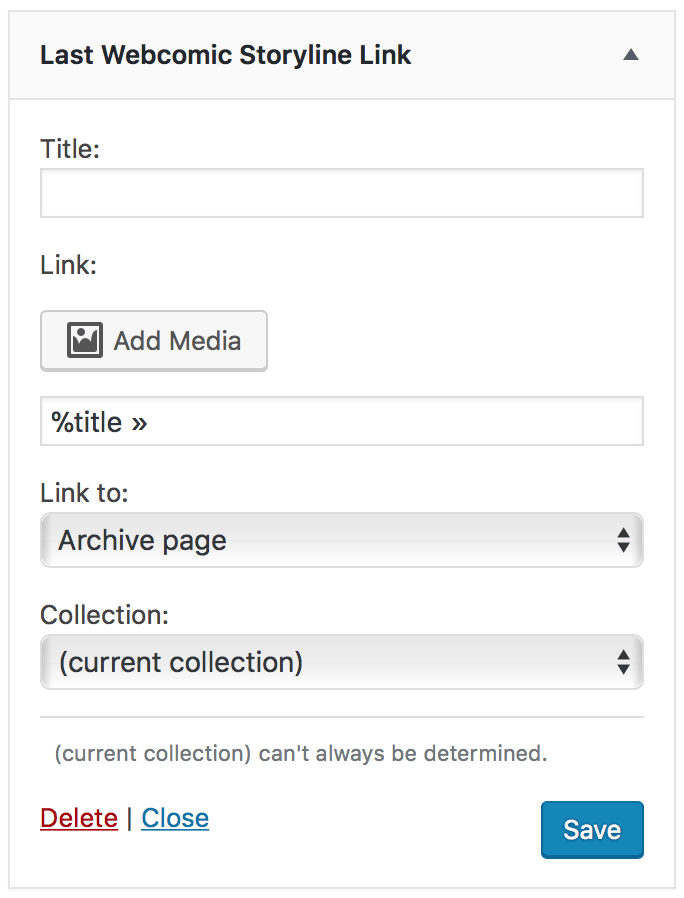 Last Webcomic Storyline Link
Title:
Link:
Add Media
%title »
Link to:
Archive page
Collection:
(current collection)
(current collection) can't always be determined.
Delete | Close
Save